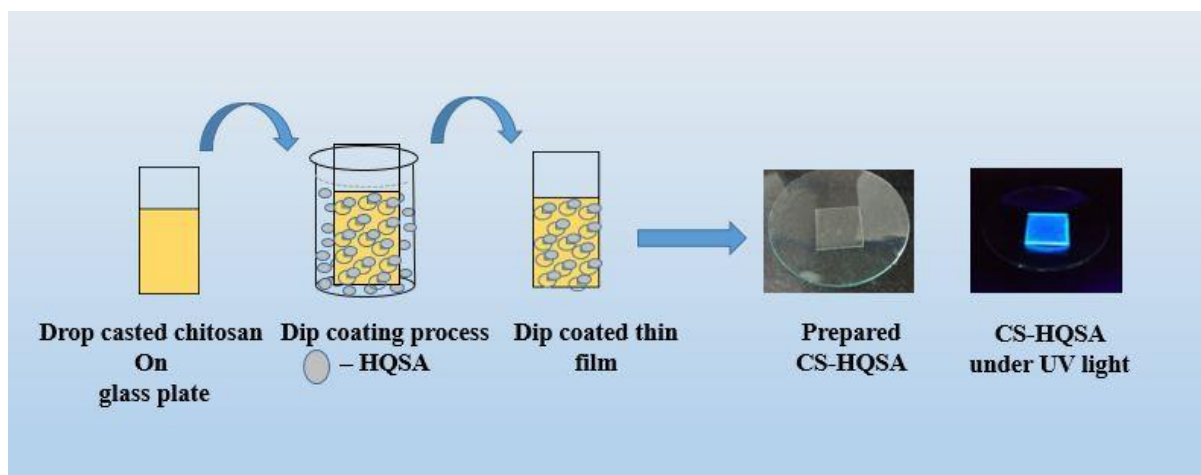 Drop casted chitosan
On
glass plate
Dip coating process
– HQSA
Dip coated thin
film
Prepared
CS-HQSA
CS-HQSA
under UV light